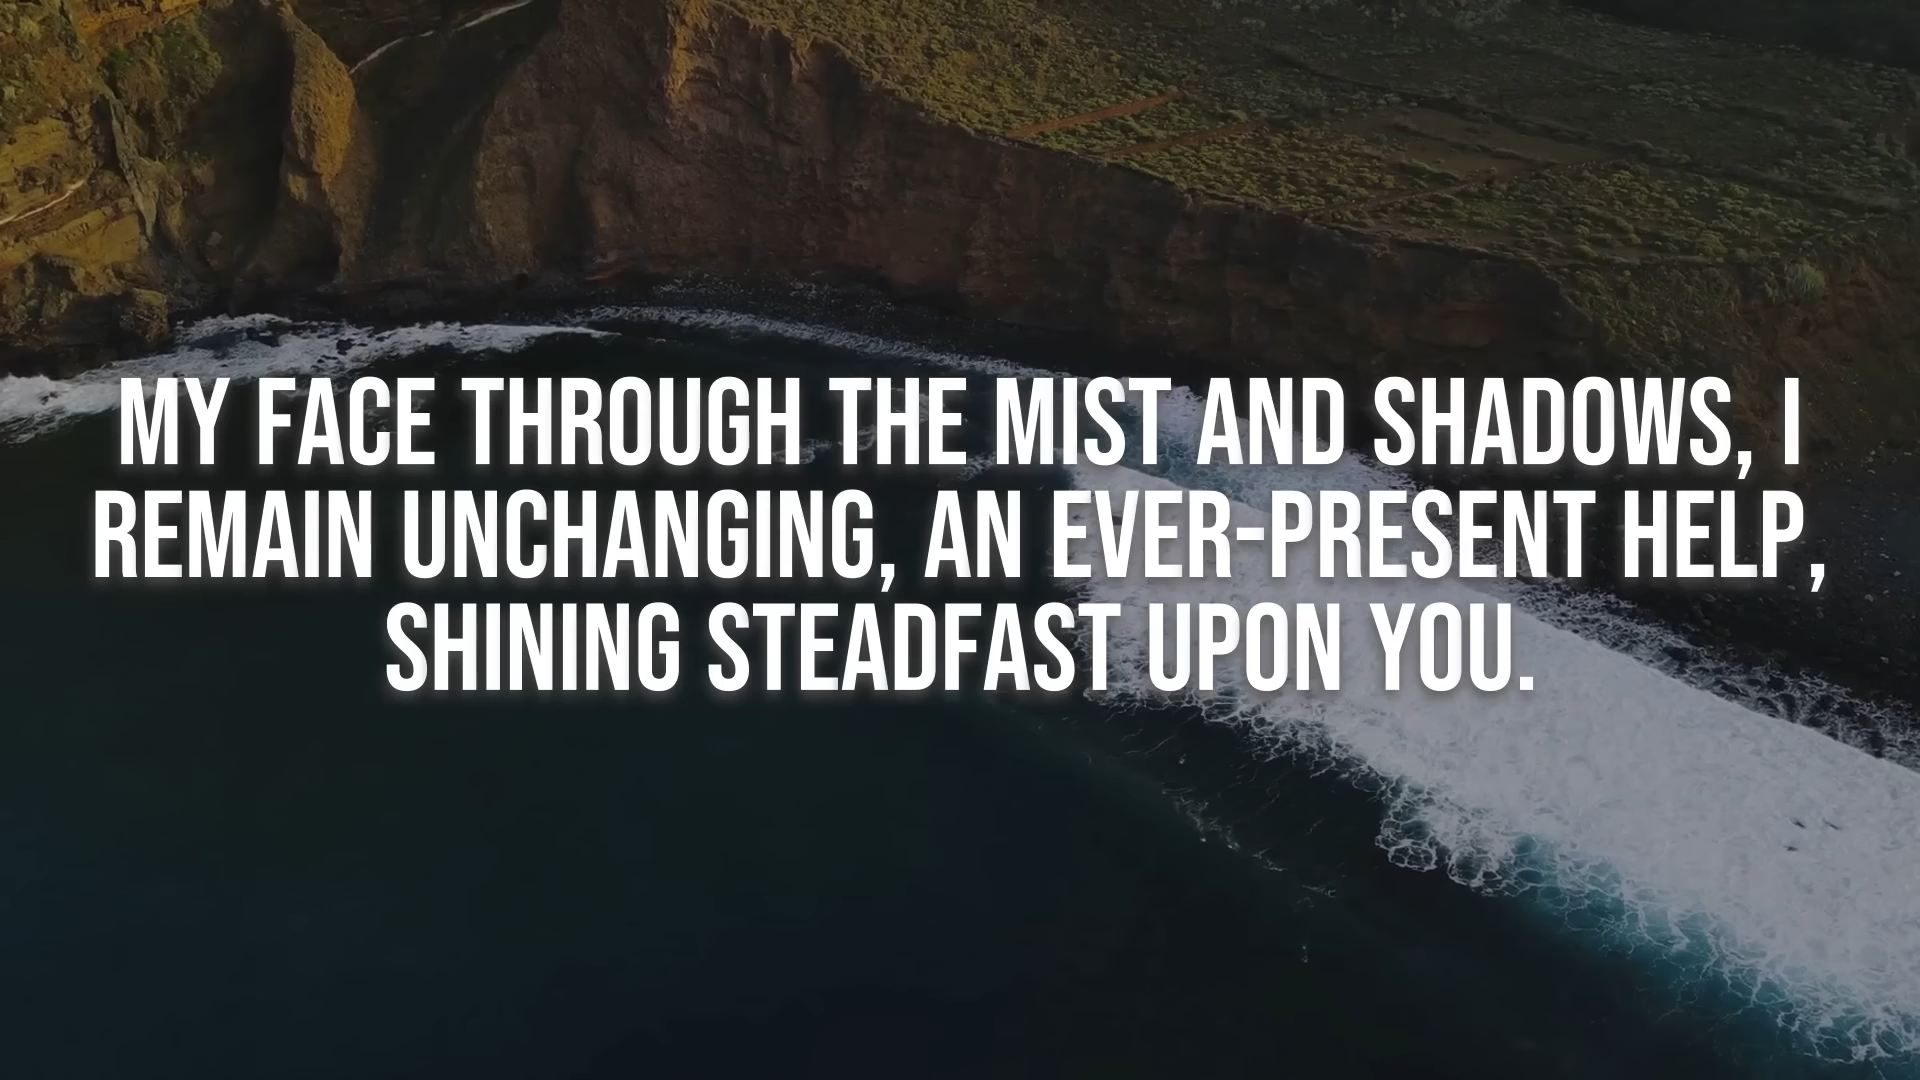 MY FACE THROUGH THE MIST AND SHADOWS, I
REMAIN UNCHANGING, AN EVER-PRESENT HELP,
SHINING STEADFAST UPON YOU.